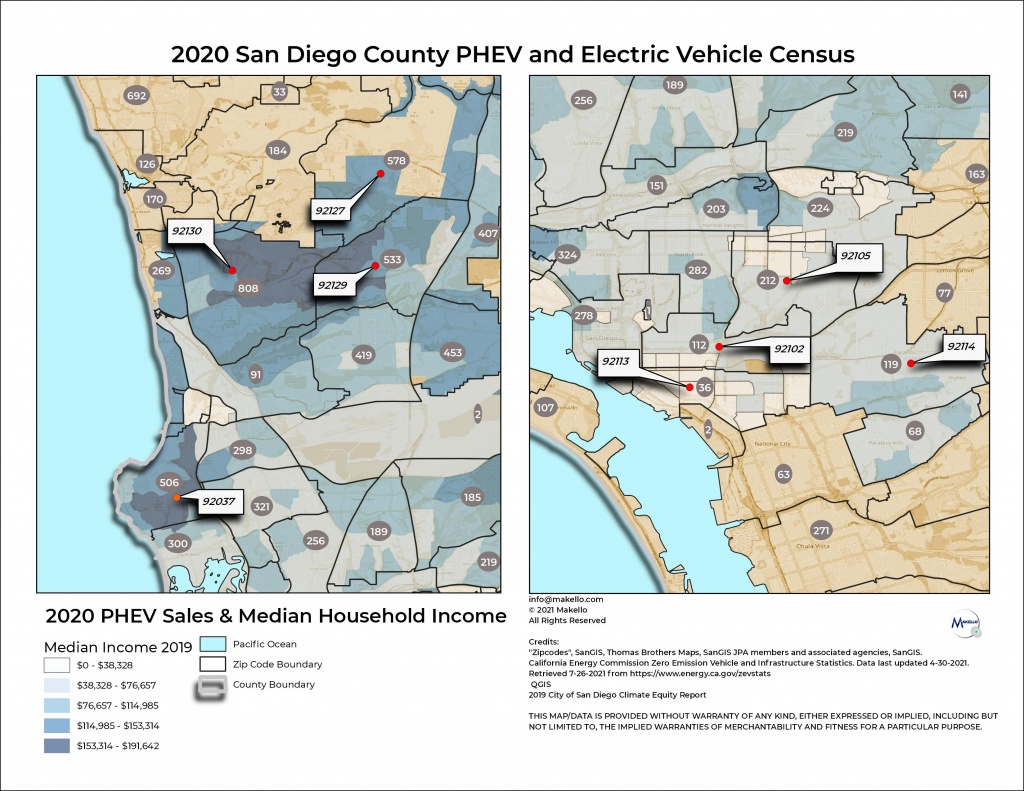 2020 San Diego County PHEV and Electric Vehicle Census
692
33
184
126
170
578
92127
92130
407
269
808
533
92129
419
453
91
2
298
506
92037
321
185
300
256
189
219
256
189
141
219
151
163
203
224
324
282
212
92105
77
278
1
San Diego
112
92102
92113
36
119
92114
107
2
68
National City
63
271
Chula Vista
2020 PHEV Sales & Median Household Income
Median Income 2019
$0 - $38,328
$38,328 - $76,657
$76,657 - $114,985
$114,985 - $153,314
$153,314 - $191,642
Pacific Ocean
Zip Code Boundary
County Boundary
info@makello.com
© 2021 Makello
All Rights Reserved
Credits:
"Zipcodes", SanGIS, Thomas Brothers Maps, SanGIS JPA members and associated agencies, SanGIS.
California Energy Commission Zero Emission Vehicle and Infrastructure Statistics. Data last updated 4-30-2021.
Retrieved 7-26-2021 from https://www.energy.ca.gov/zevstats
QGIS
2019 City of San Diego Climate Equity Report
THIS MAP/DATA IS PROVIDED WITHOUT WARRANTY OF ANY KIND, EITHER EXPRESSED OR IMPLIED, INCLUDING BUT
NOT LIMITED TO, THE IMPLIED WARRANTIES OF MERCHANTABILITY AND FITNESS FOR A PARTICULAR PURPOSE.
MAKELLO